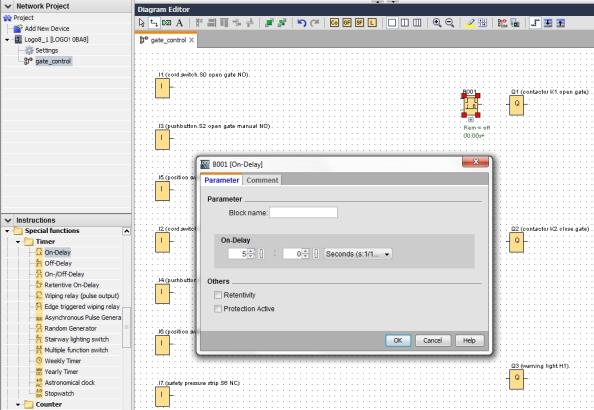 Network Project
Project
Add New Device
Logo8_1 [LOGO! 0BA8]
Settings
gate_control
Instructions
Special functions
Timer
On-Delay
Off-Delay
On-/Off-Delay
Retentive On-Delay
Wiping relay (pulse output)
Edge triggered wiping relay
Asynchronous Pulse Genera
Random Generator
Stairway lighting switch
Multiple function switch
Weekly Timer
Yearly Timer
Astronomical clock
Stopwatch
Counter
Diagram Editor
A
Co GF SF L
gate_control X
I1 (cord switch S0 open gate NO)
I
B001
Q1 (contactor K1 open gate)
Q
Rem = off
00:00s+
I3 (pushbutton S2 open gate manual NO)
I
I5 (position sw
I
I2 (cord switch
I
Q2 (contactor K2 close gate)
Q
I4 (pushbutton
I
I6 (position sw
I
Q3 (warning light H1)
Q
I7 (safety pressure strip S6 NC)
I
B001 [On-Delay]
Parameter Comment
Parameter
Block name:
On-Delay
5 : 0 Seconds (s:1/1...
Others
Retentivity
Protection Active
OK Cancel Help